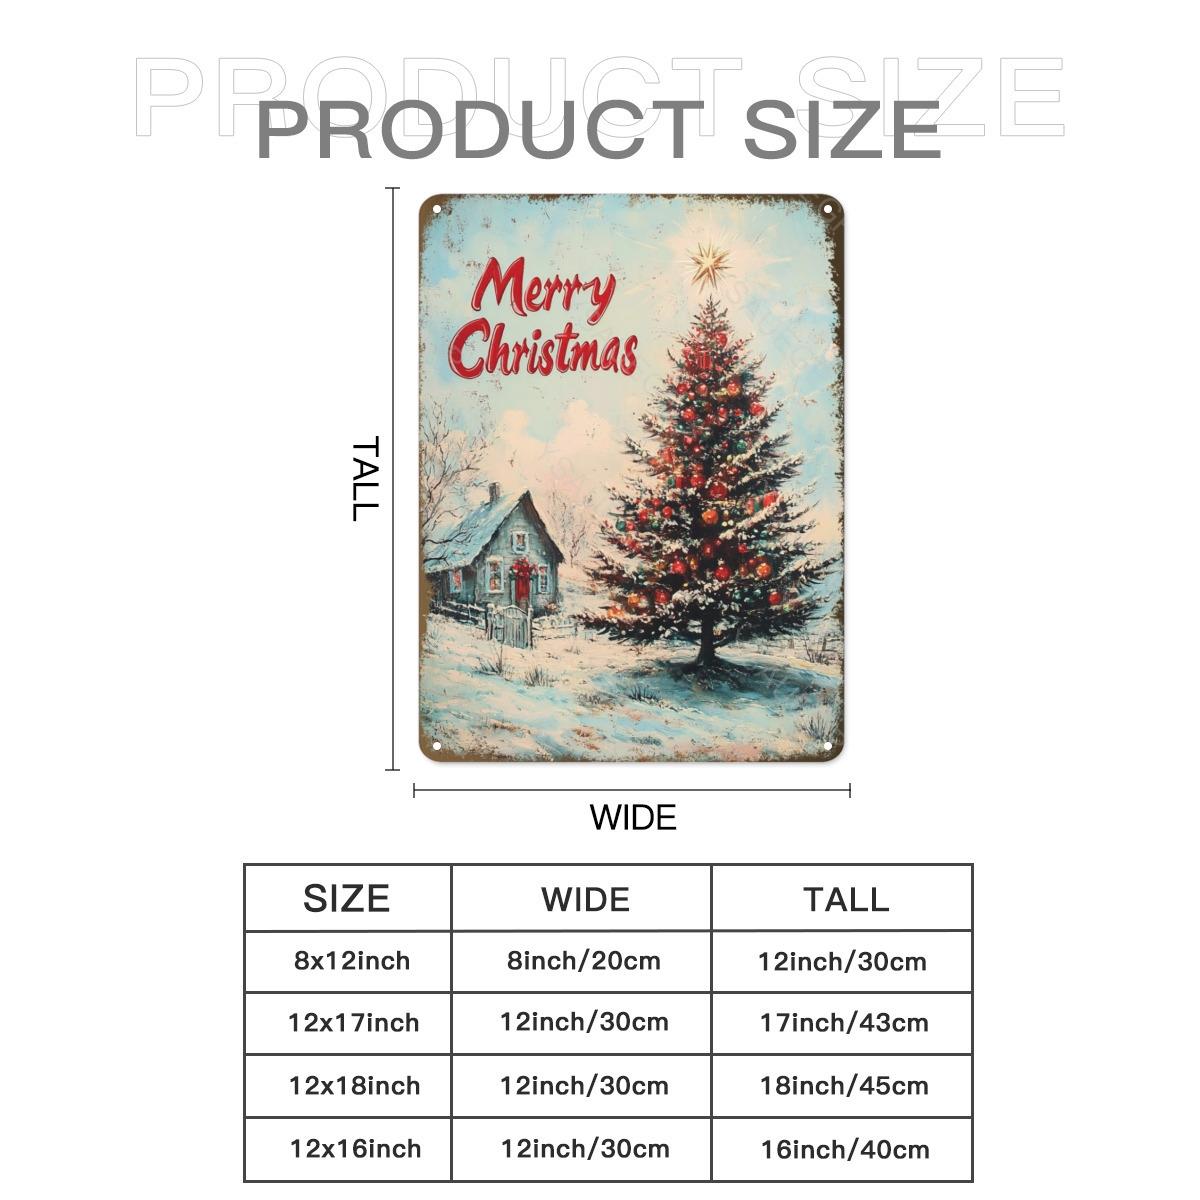 PRODUCT SIZE
PRODUCT SIZE
Merry
Christmas
TALL
WIDE
SIZE WIDE TALL
8x12inch 8inch/20cm 12inch/30cm
12x17inch 12inch/30cm 17inch/43cm
12x18inch 12inch/30cm 18inch/45cm
12x16inch 12inch/30cm 16inch/40cm